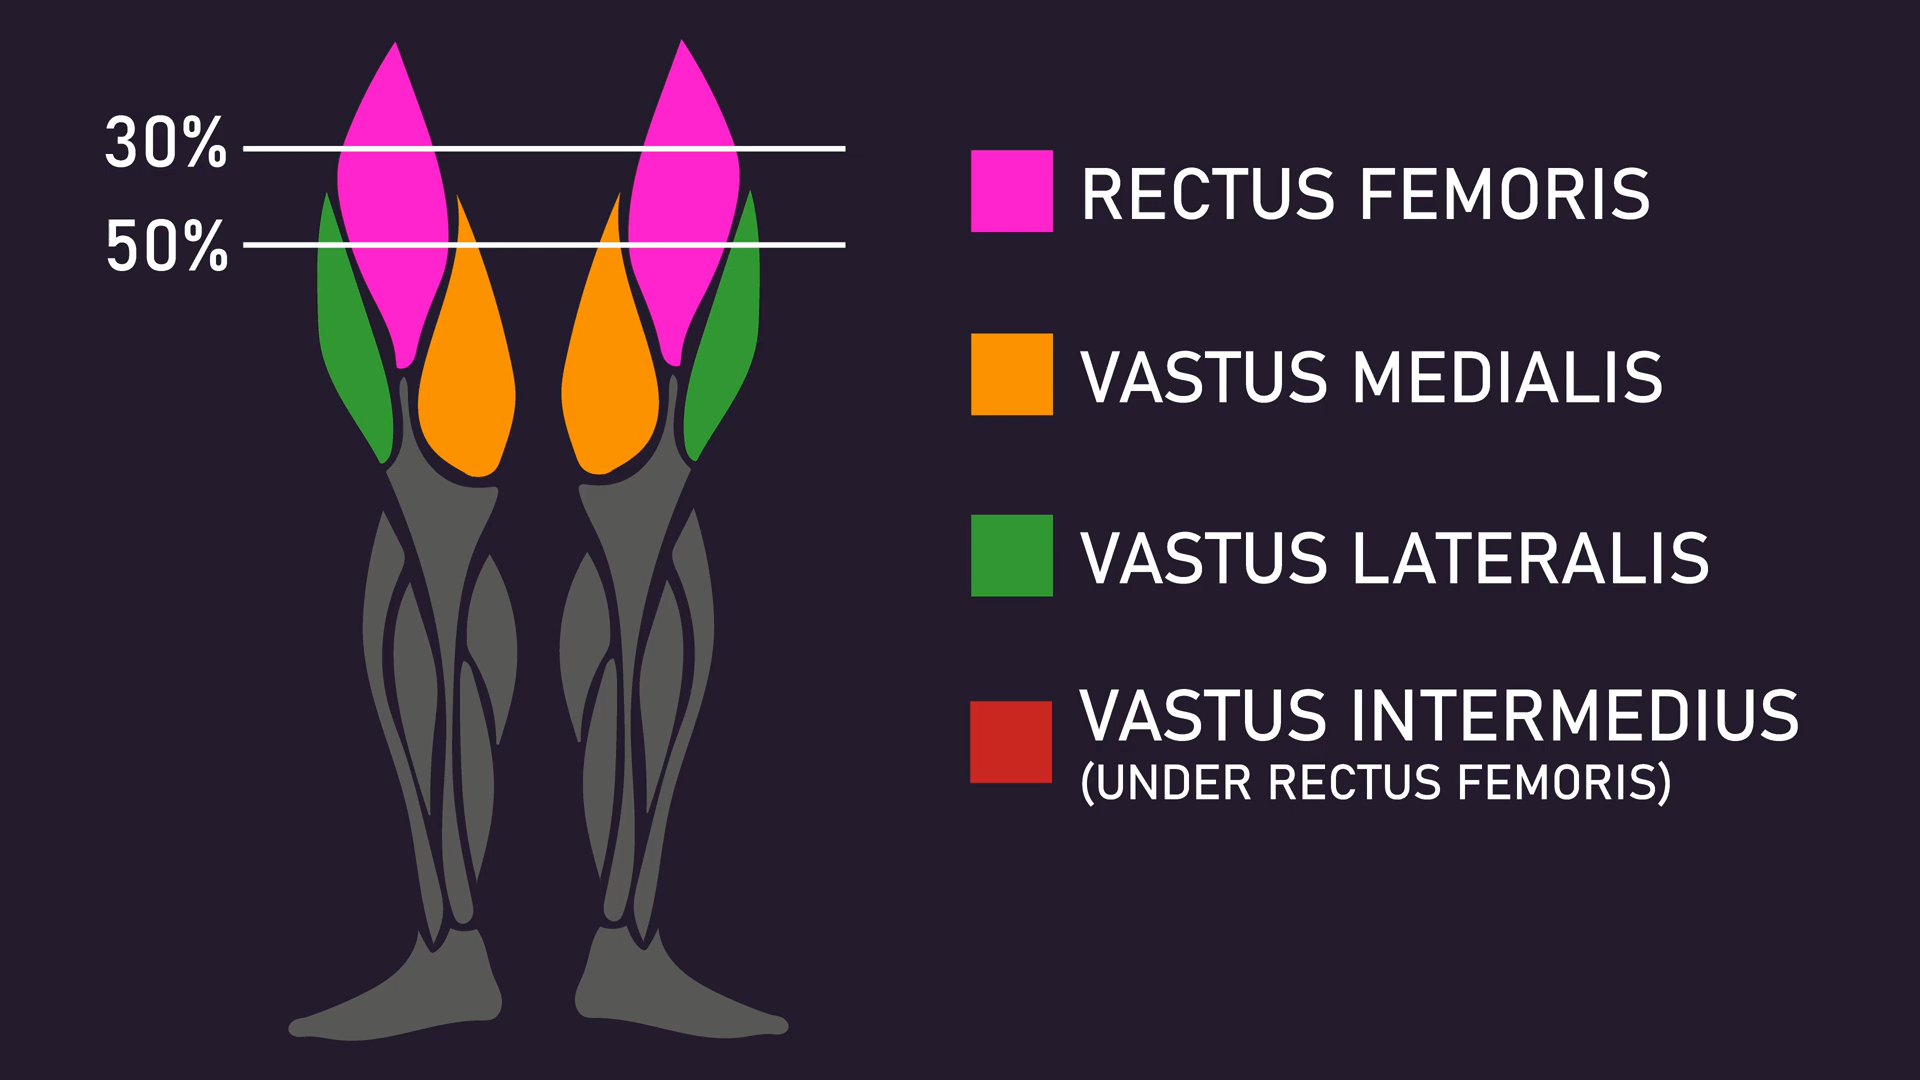 30%
50%
RECTUS FEMORIS
VASTUS MEDIALIS
VASTUS LATERALIS
VASTUS INTERMEDIUS
(UNDER RECTUS FEMORIS)